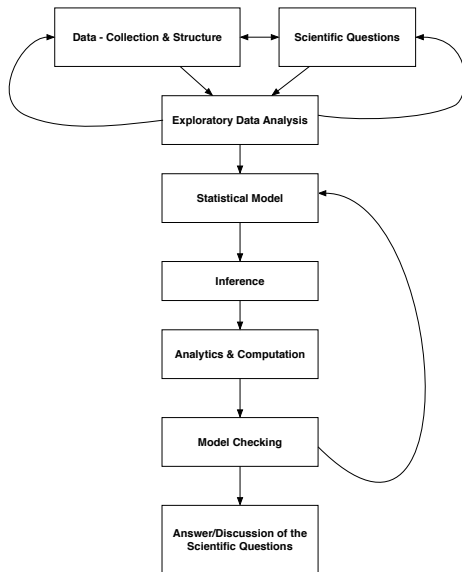 Data - Collection & Structure
Scientific Questions
Exploratory Data Analysis
Statistical Model
Inference
Analytics & Computation
Model Checking
Answer/Discussion of the
Scientific Questions